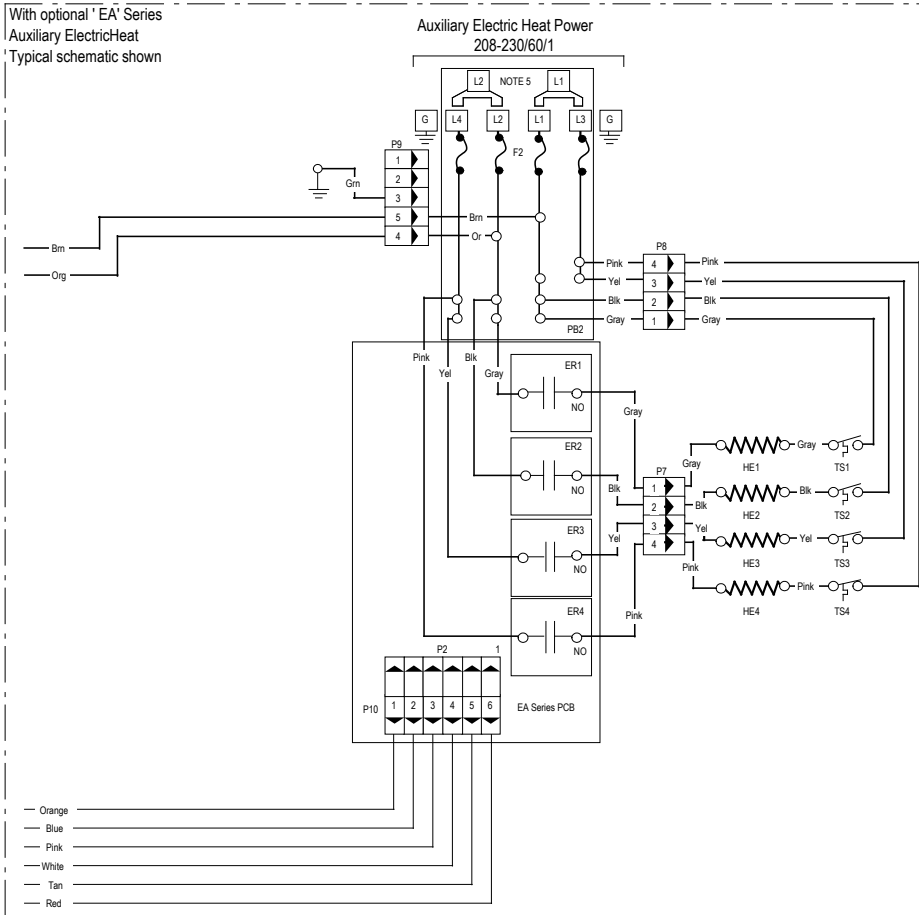 With optional ' EA' Series
Auxiliary ElectricHeat
Typical schematic shown
Auxiliary Electric Heat Power
208-230/60/1
L2 NOTE 5 L1
G L4 L2 L1 L3 G
F2
P9
1
2
3
5
4
Grn
Brn
Or
Brn
Org
P8
Pink 4 Pink
Yel 3 Yel
Blk 2 Blk
Gray 1 Gray
PB2
Pink
Yel
Blk
Gray
ER1
NO
Gray
ER2
NO
Blk
ER3
NO
Yel
ER4
NO
Pink
P7
1
2
3
4
Gray
Blk
Yel
Pink
Gray
HE1 TS1
Blk
HE2 TS2
Yel
HE3 TS3
Pink
HE4 TS4
P2 1
P10 1 2 3 4 5 6
EA Series PCB
Orange
Blue
Pink
White
Tan
Red